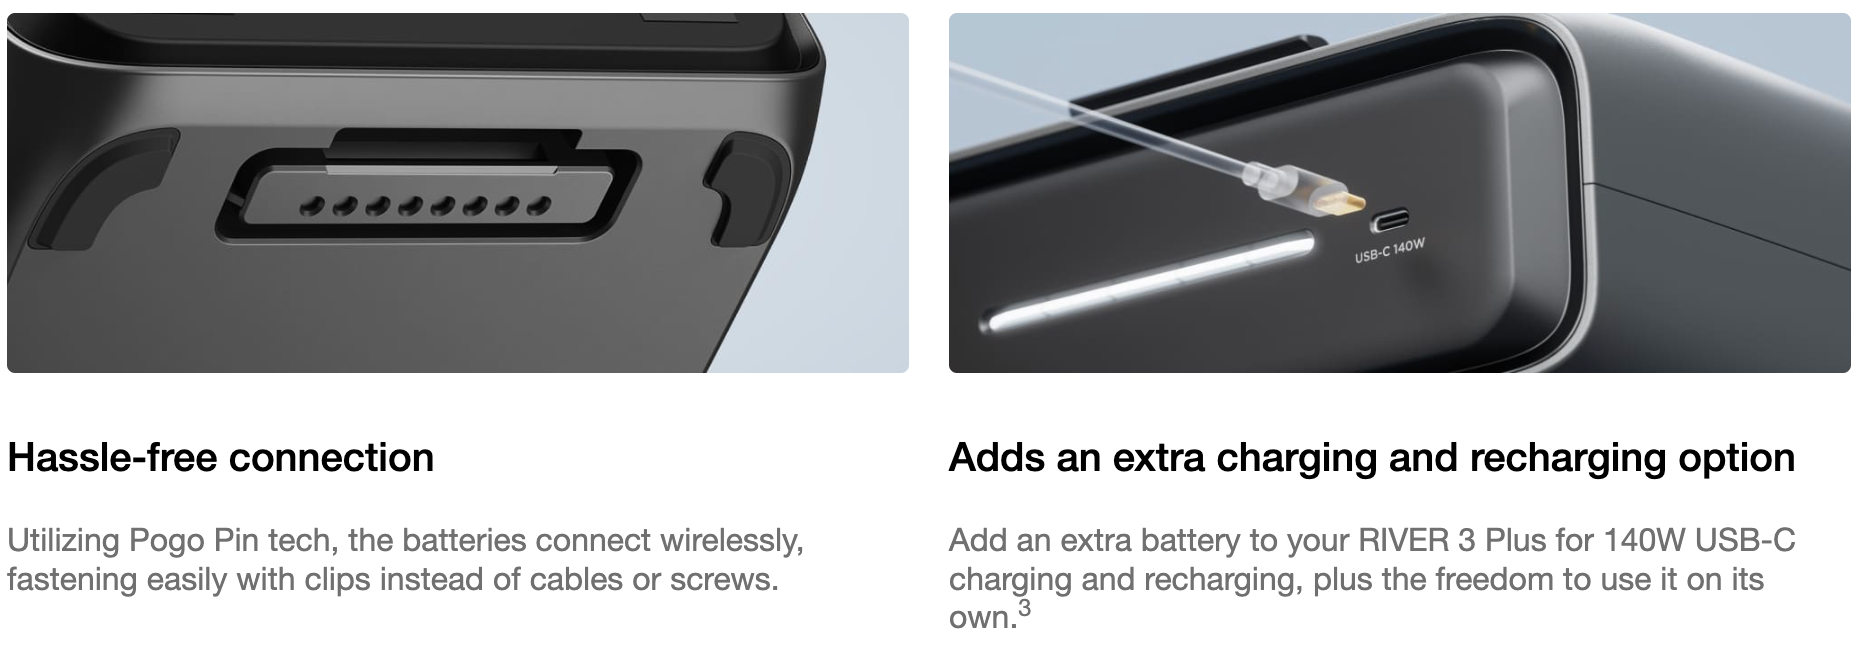 USB-C 140W
Hassle-free connection
Utilizing Pogo Pin tech, the batteries connect wirelessly,
fastening easily with clips instead of cables or screws.
Adds an extra charging and recharging option
Add an extra battery to your RIVER 3 Plus for 140W USB-C
charging and recharging, plus the freedom to use it on its
own.3